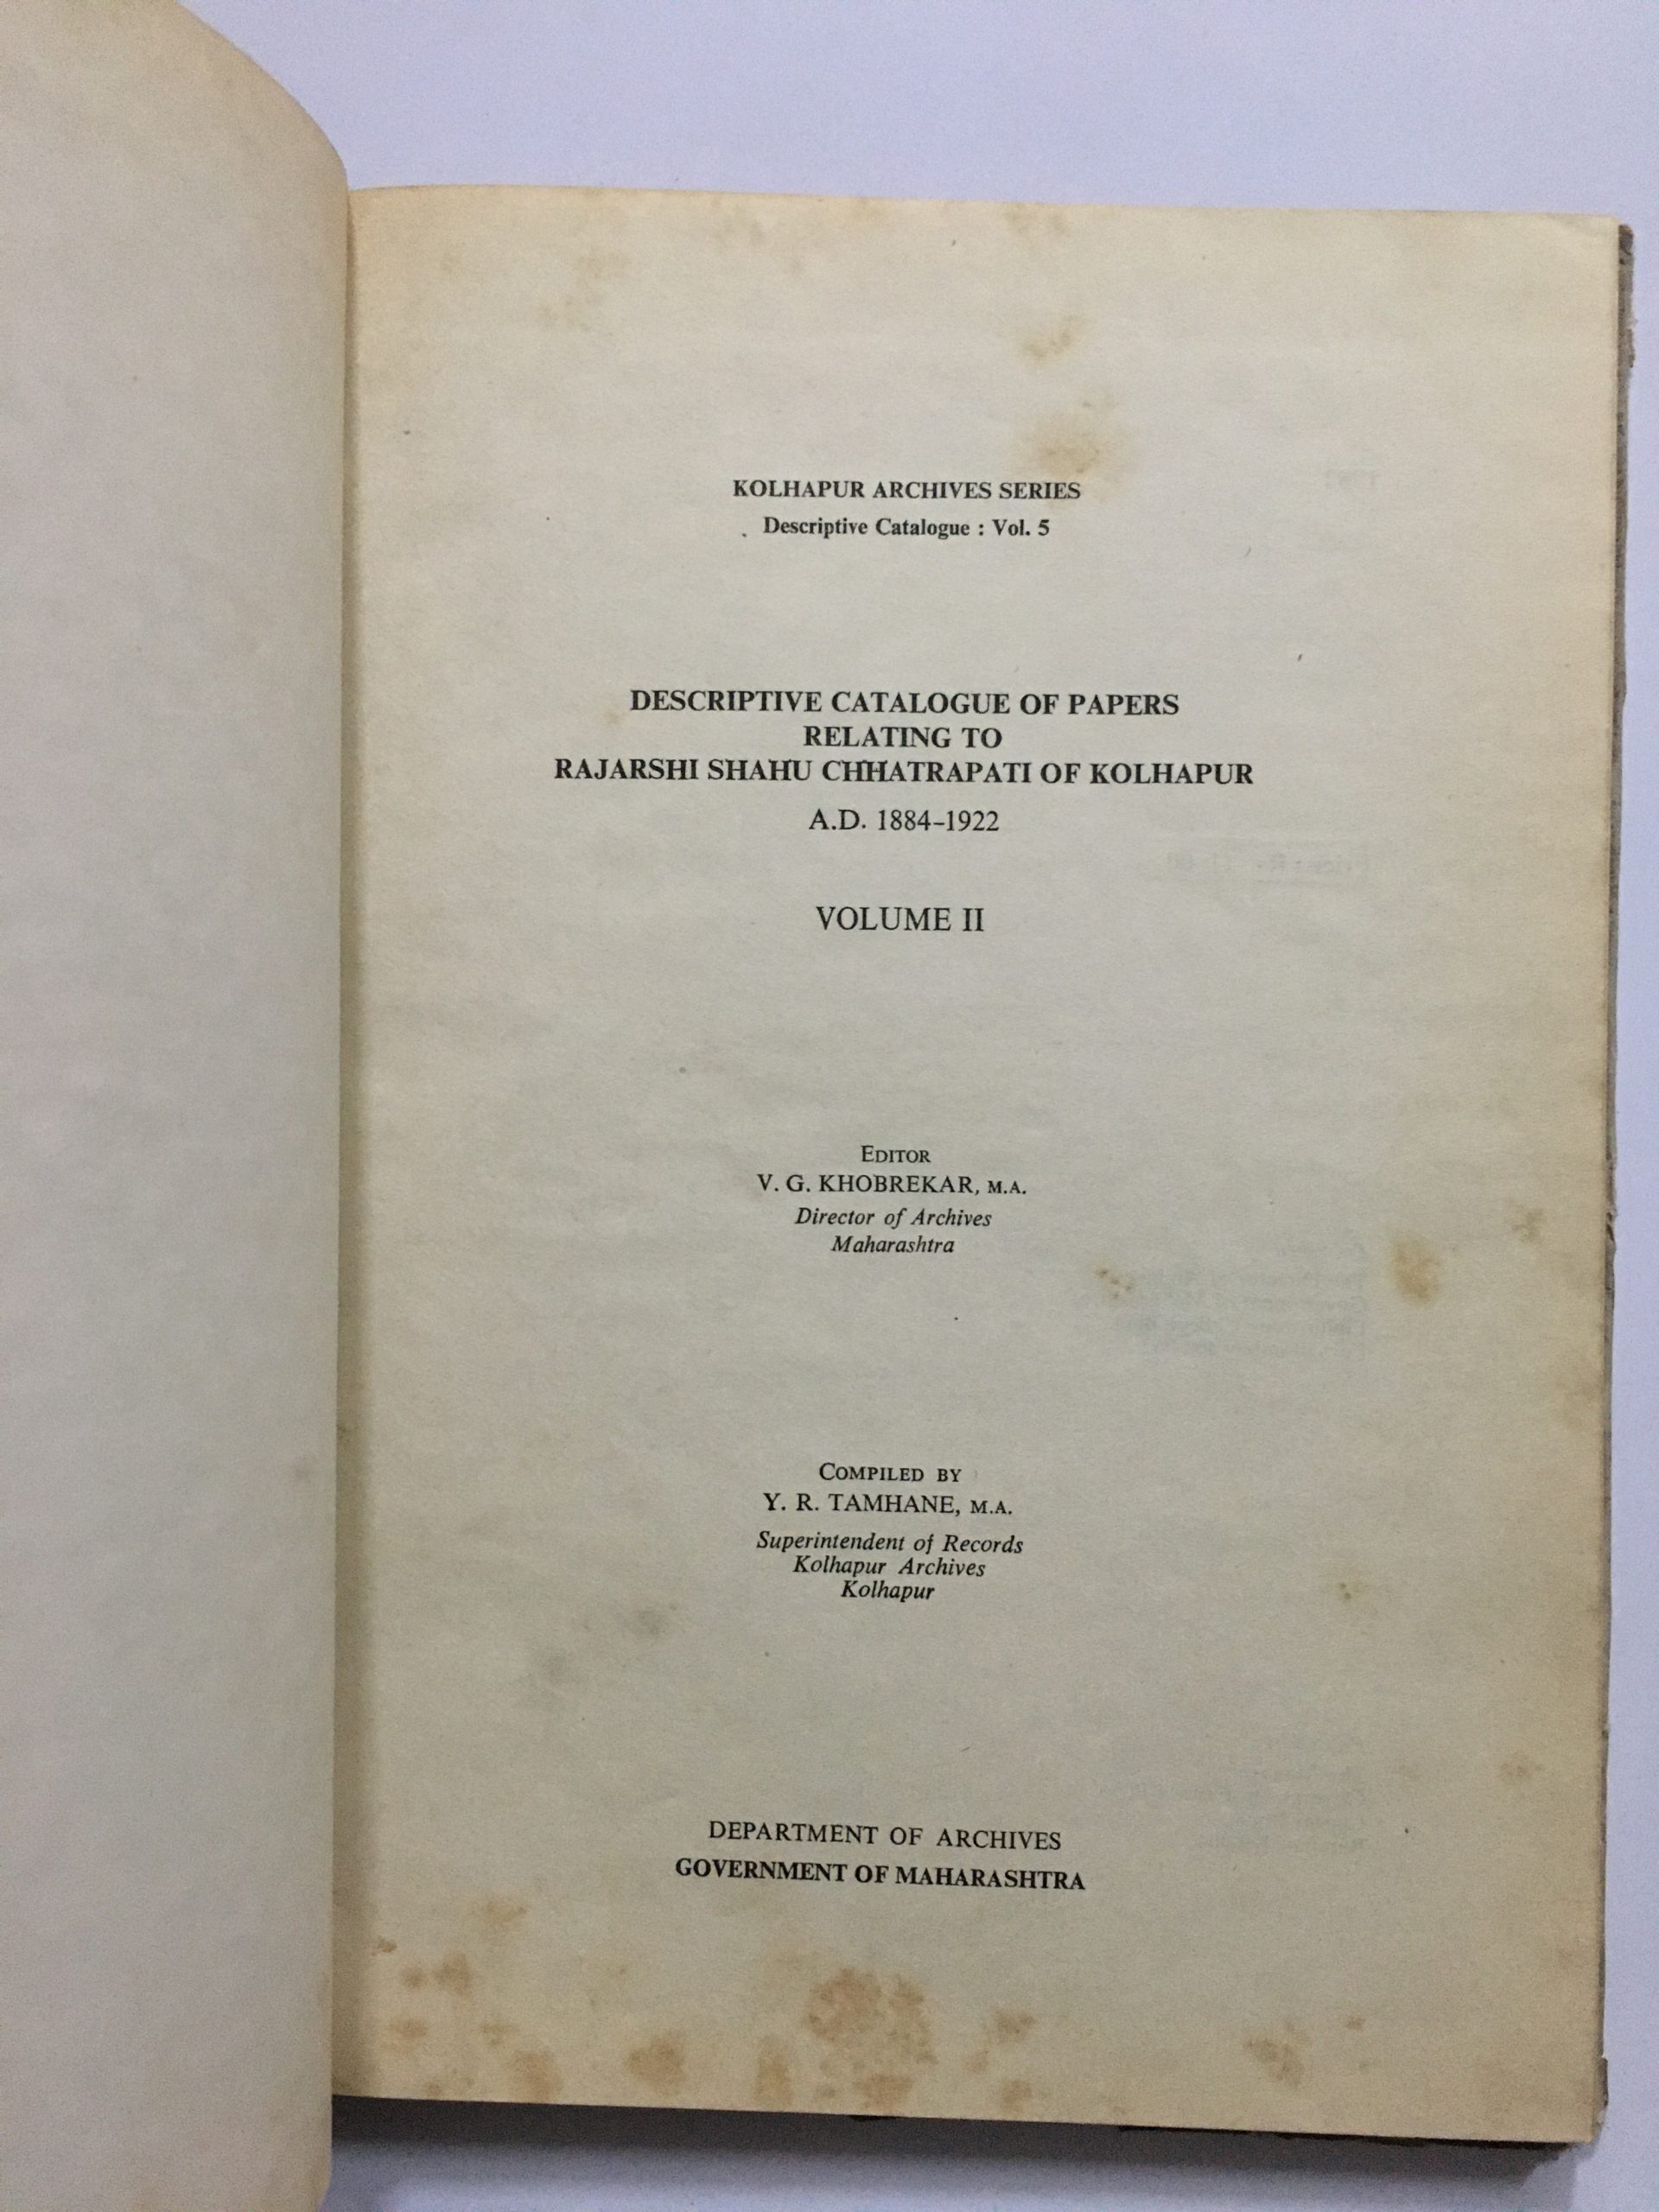 KOLHAPUR ARCHIVES SERIES
Descriptive Catalogue : Vol. 5
DESCRIPTIVE CATALOGUE OF PAPERS
RELATING TO
RAJARSHI SHAHU CHHATRAPATI OF KOLHAPUR
A.D. 1884–1922
VOLUME II
EDITOR
V. G. KHOBREKAR, M.A.
Director of Archives
Maharashtra
COMPILED BY
Y. R. TAMHANE, M.A.
Superintendent of Records
Kolhapur Archives
Kolhapur
DEPARTMENT OF ARCHIVES
GOVERNMENT OF MAHARASHTRA